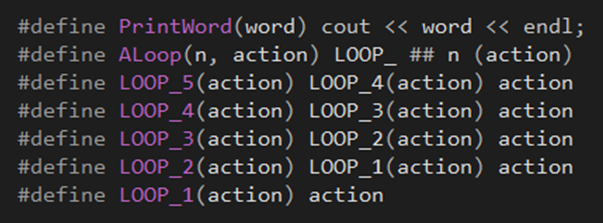 #define PrintWord(word) cout << word << endl;
#define ALoop(n, action) LOOP_ ## n (action)
#define LOOP_5(action) LOOP_4(action) action
#define LOOP_4(action) LOOP_3(action) action
#define LOOP_3(action) LOOP_2(action) action
#define LOOP_2(action) LOOP_1(action) action
#define LOOP_1(action) action